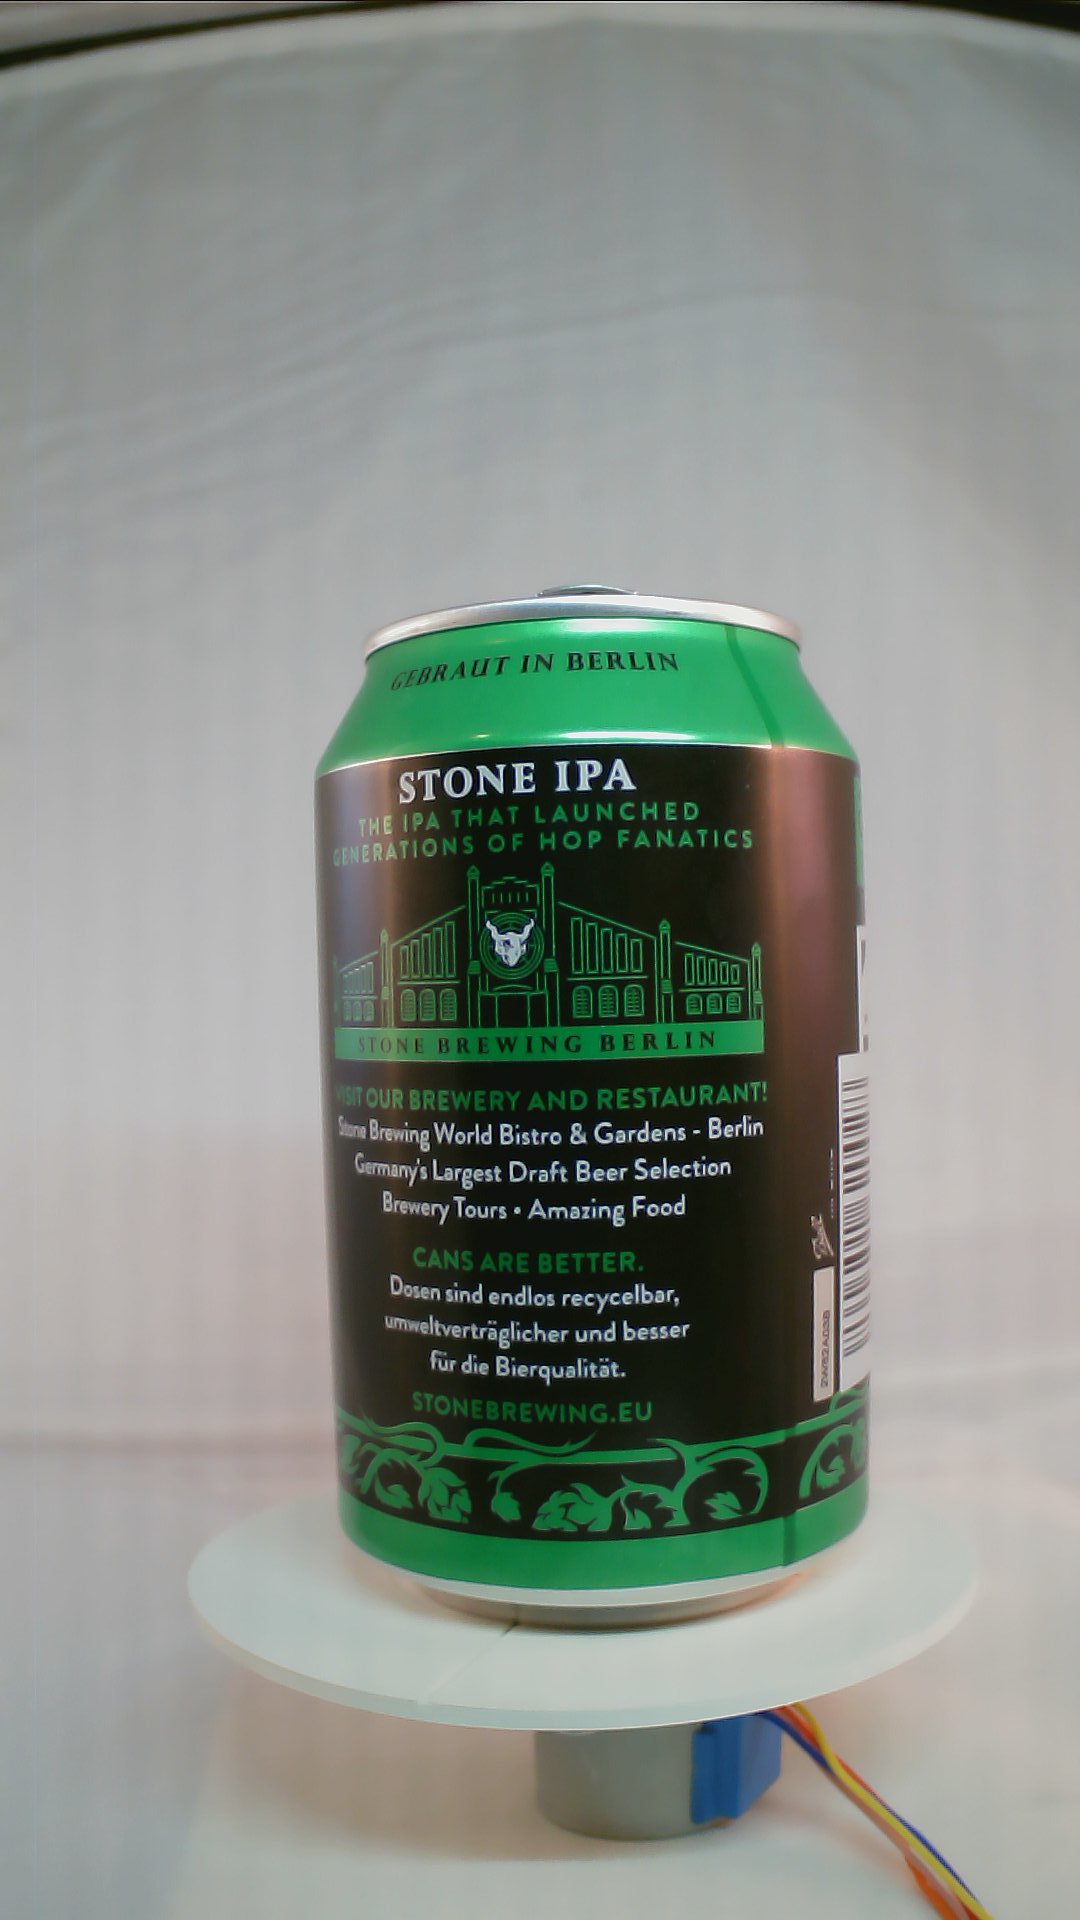 GEBRAUT IN BERLIN
STONE IPA
THE IPA THAT LAUNCHED
GENERATIONS OF HOP FANATICS
STONE BREWING BERLIN
VISIT OUR BREWERY AND RESTAURANT!
Stone Brewing World Bistro & Gardens - Berlin
Germany's Largest Draft Beer Selection
Brewery Tours • Amazing Food
CANS ARE BETTER.
Dosen sind endlos recycelbar,
umweltverträglicher und besser
für die Bierqualität.
STONEBREWING.EU
Ball